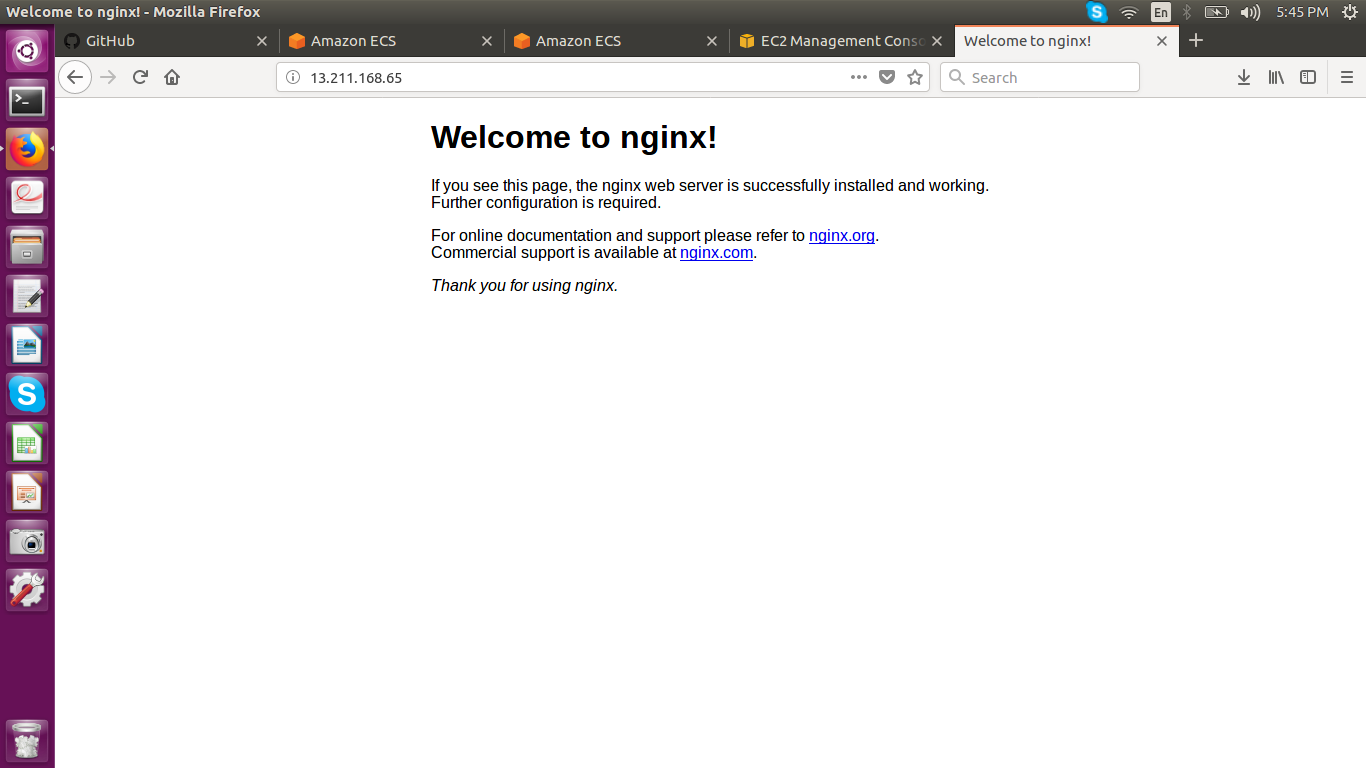 Welcome to nginx! - Mozilla Firefox
En
5:45 PM
GitHub
Amazon ECS
Amazon ECS
EC2 Management Conso
Welcome to nginx!
13.211.168.65
Search
Welcome to nginx!
If you see this page, the nginx web server is successfully installed and working.
Further configuration is required.
For online documentation and support please refer to nginx.org.
Commercial support is available at nginx.com.
Thank you for using nginx.